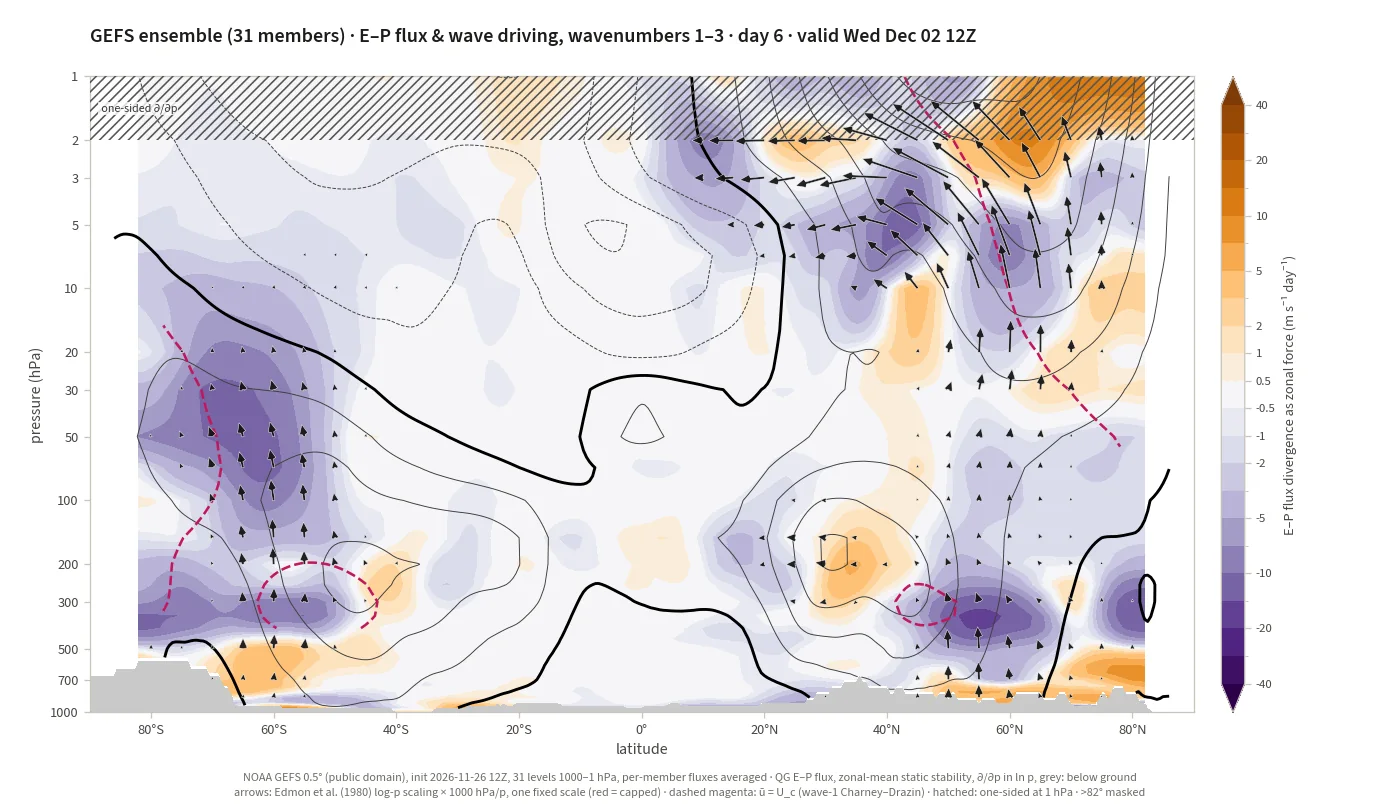 GEFS ensemble (31 members) · E–P flux & wave driving, wavenumbers 1–3 · day 6 · valid Wed Dec 02 12Z
one-sided ∂/∂p
pressure (hPa)
1
2
3
5
10
20
30
50
100
200
300
500
700
1000
80°S
60°S
40°S
20°S
0°
20°N
40°N
60°N
80°N
latitude
40
20
10
5
2
1
0.5
-0.5
-1
-2
-5
-10
-20
-40
E–P flux divergence as zonal force (m s⁻¹ day⁻¹)
NOAA GEFS 0.5° (public domain), init 2026-11-26 12Z, 31 levels 1000–1 hPa, per-member fluxes averaged · QG E–P flux, zonal-mean static stability, ∂/∂p in ln p, grey: below ground
arrows: Edmon et al. (1980) log-p scaling × 1000 hPa/p, one fixed scale (red = capped) · dashed magenta: ū = U_c (wave-1 Charney–Drazin) · hatched: one-sided at 1 hPa · >82° masked